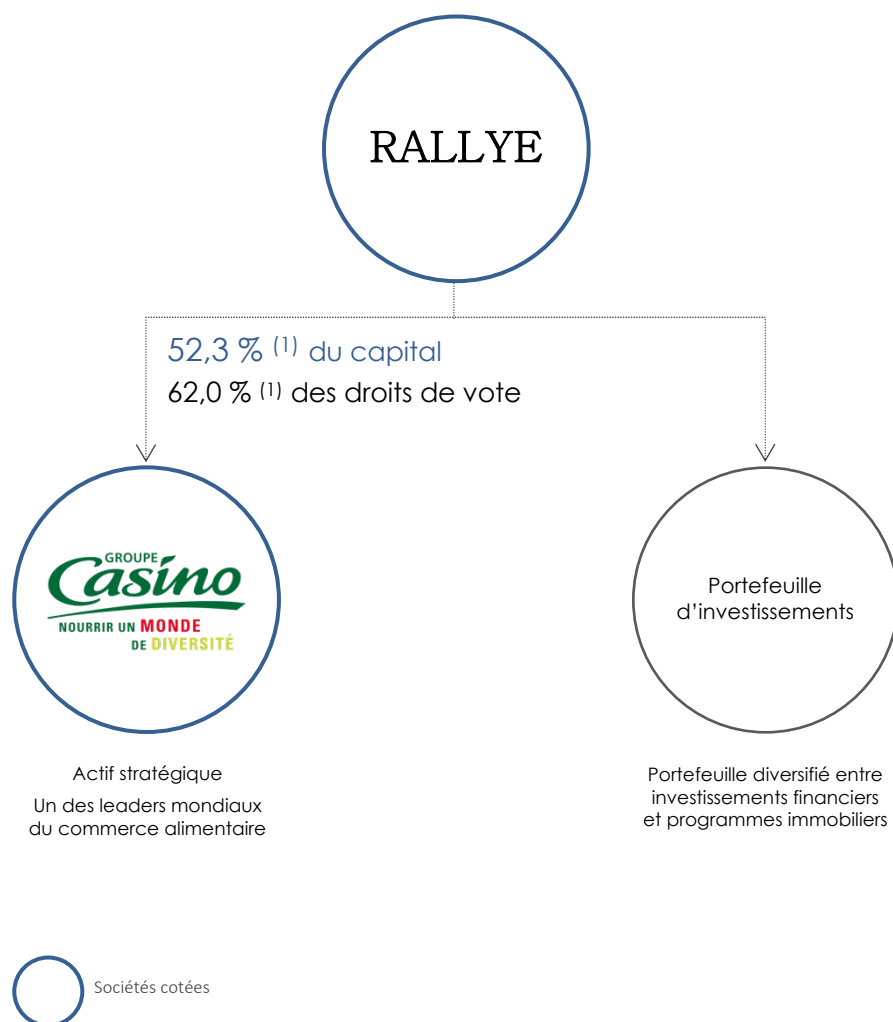 RALLYE
52,3 % (1) du capital
62,0 % (1) des droits de vote
GROUPE
Casino
NOURRIR UN MONDE
DE DIVERSITÉ
Portefeuille
d’investissements
Actif stratégique
Un des leaders mondiaux
du commerce alimentaire
Portefeuille diversifié entre
investissements financiers
et programmes immobiliers
Sociétés cotées